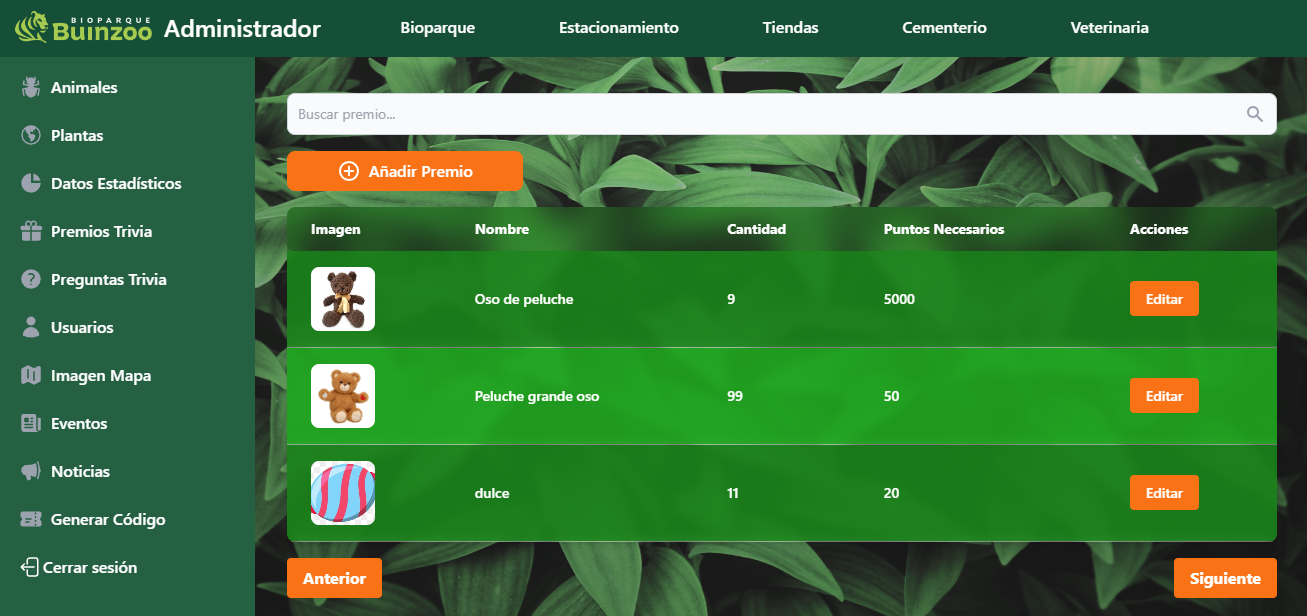 BIOPARQUE
Buinzoo
Administrador
Bioparque
Estacionamiento
Tiendas
Cementerio
Veterinaria
Animales
Plantas
Datos Estadísticos
Premios Trivia
Preguntas Trivia
Usuarios
Imagen Mapa
Eventos
Noticias
Generar Código
Cerrar sesión
Buscar premio...
Añadir Premio
Imagen Nombre Cantidad Puntos Necesarios Acciones
Oso de peluche 9 5000 Editar
Peluche grande oso 99 50 Editar
dulce 11 20 Editar
Anterior
Siguiente